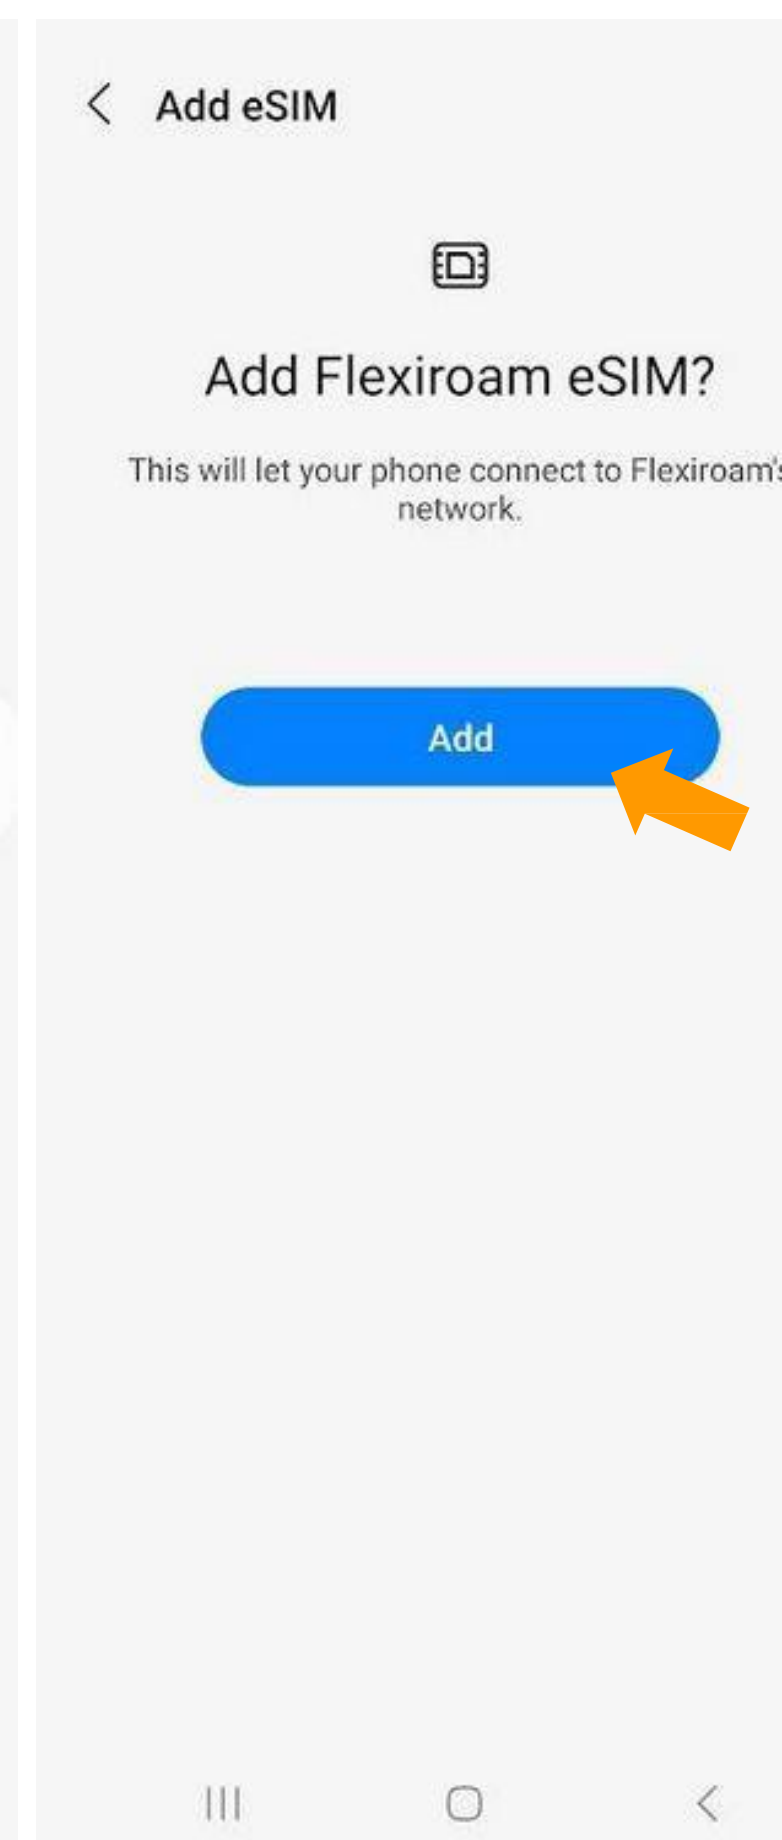 Add eSIM
Add Flexiroam eSIM?
This will let your phone connect to Flexiroam's
network.
Add